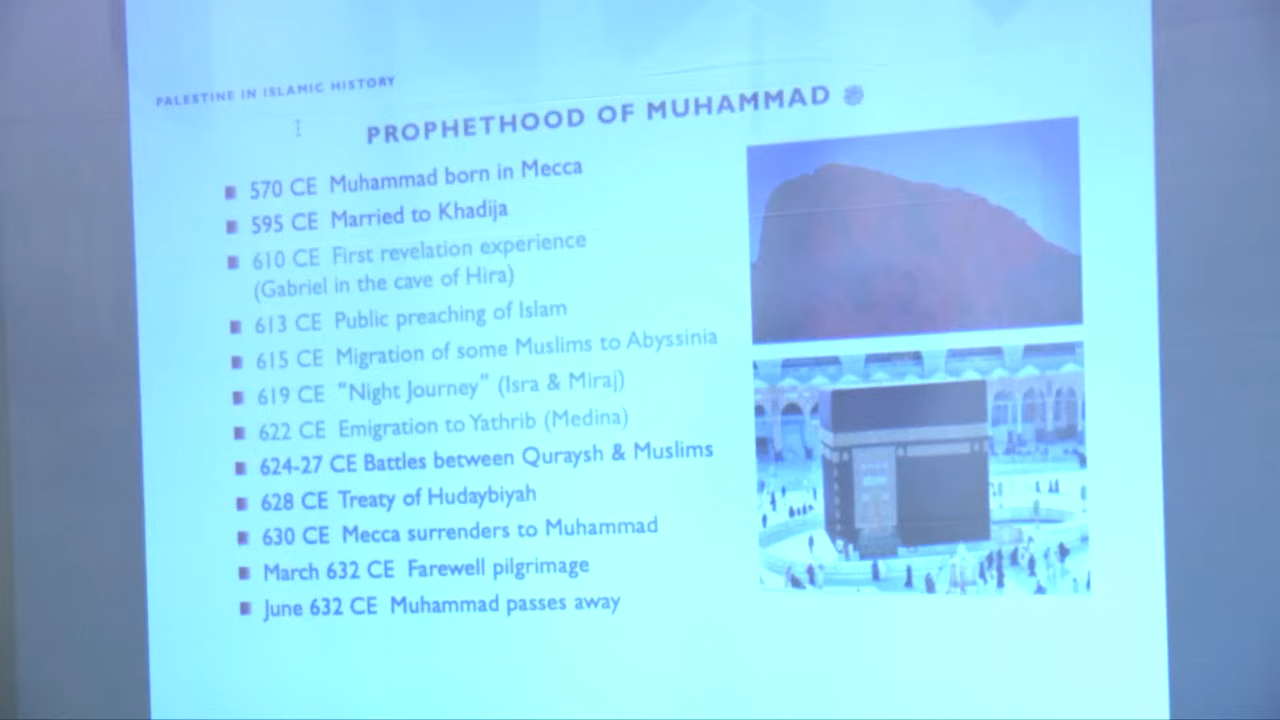 PALESTINE IN ISLAMIC HISTORY
PROPHETHOOD OF MUHAMMAD
570 CE Muhammad born in Mecca
595 CE Married to Khadija
610 CE First revelation experience
(Gabriel in the cave of Hira)
613 CE Public preaching of Islam
615 CE Migration of some Muslims to Abyssinia
619 CE “Night Journey” (Isra & Miraj)
622 CE Emigration to Yathrib (Medina)
624-27 CE Battles between Quraysh & Muslims
628 CE Treaty of Hudaybiyah
630 CE Mecca surrenders to Muhammad
March 632 CE Farewell pilgrimage
June 632 CE Muhammad passes away